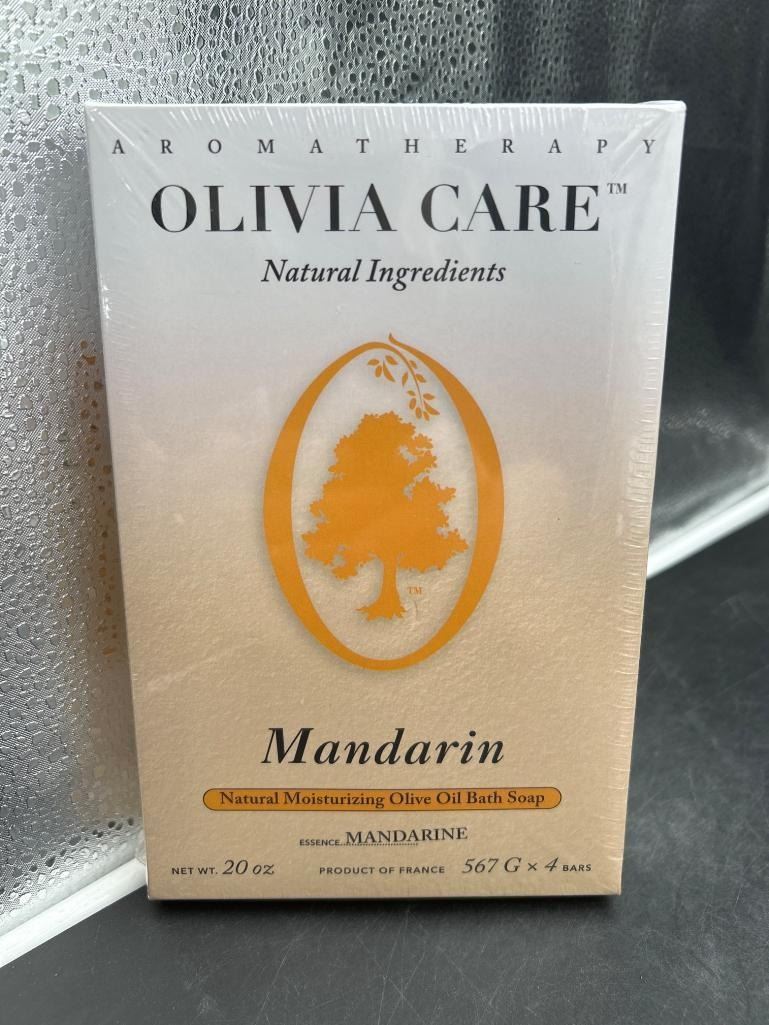 AROMATHERAPY
OLIVIA CARE™
Natural Ingredients
TM
Mandarin
Natural Moisturizing Olive Oil Bath Soap
ESSENCE MANDARINE
NET WT. 20 oz PRODUCT OF FRANCE 567 G × 4 BARS